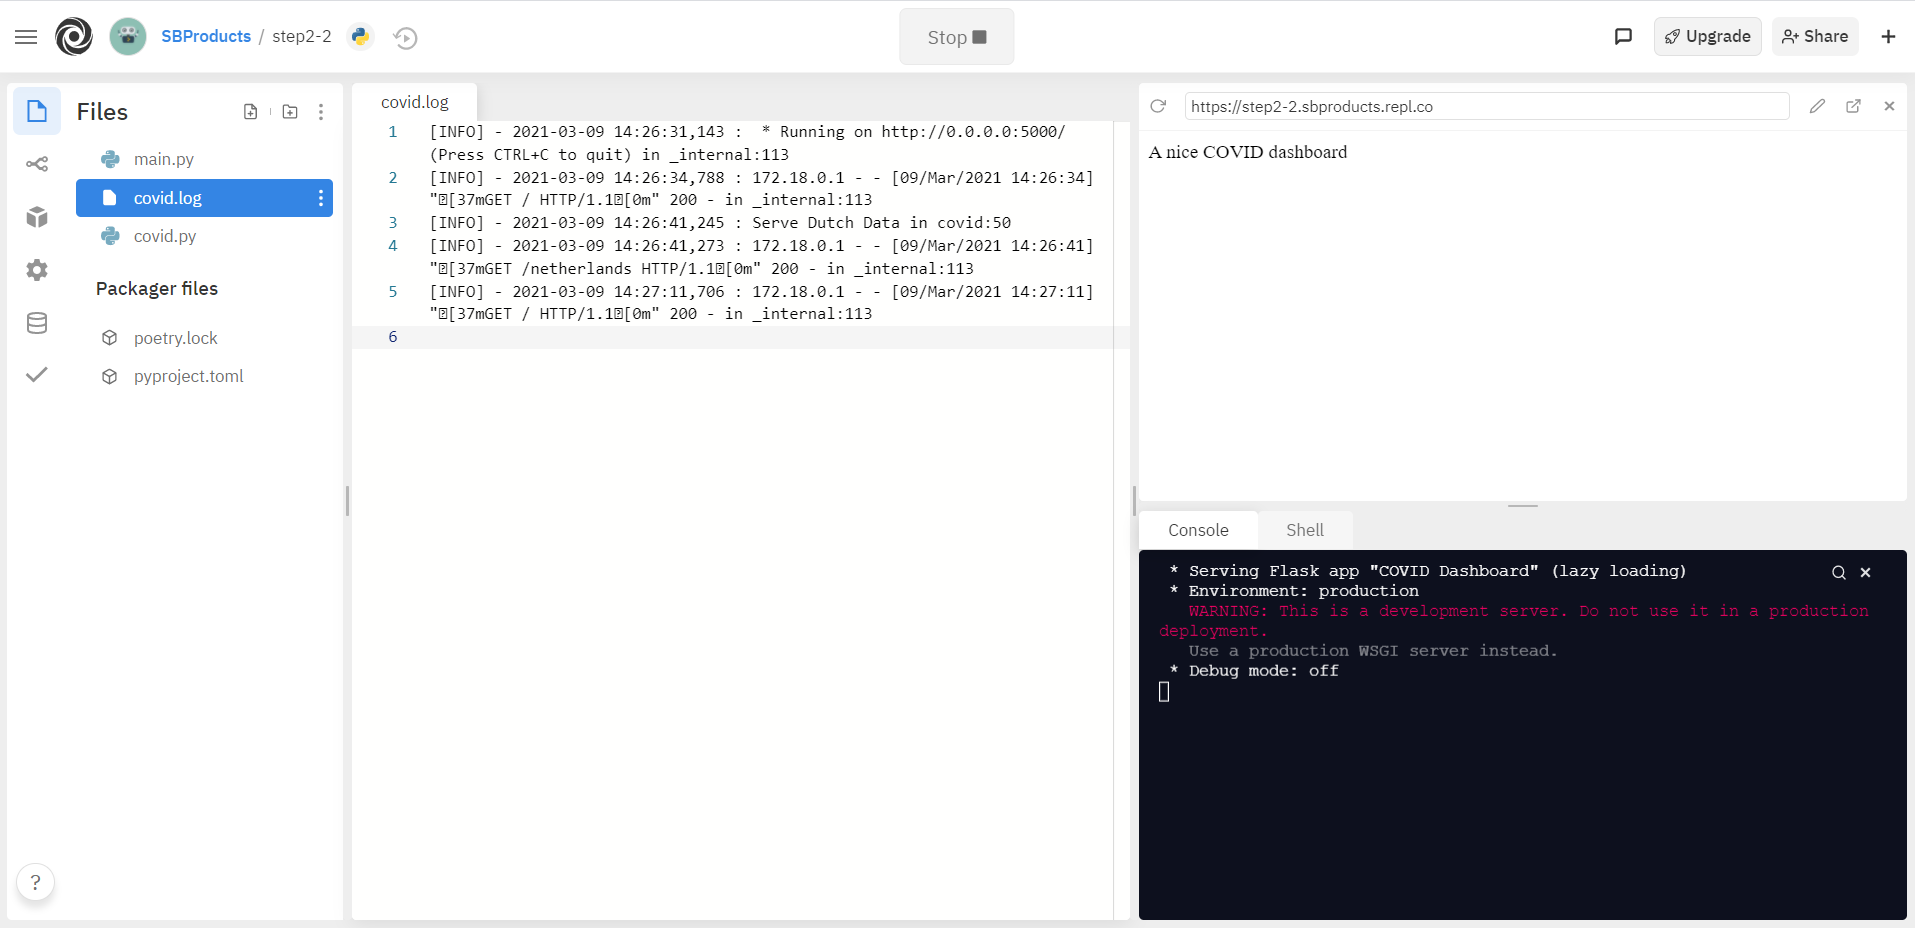 SBProducts / step2-2
Stop
Upgrade
Share
Files
main.py
covid.log
covid.py
Packager files
poetry.lock
pyproject.toml
?
covid.log
1 [INFO] - 2021-03-09 14:26:31,143 :  * Running on http://0.0.0.0:5000/
(Press CTRL+C to quit) in _internal:113
2 [INFO] - 2021-03-09 14:26:34,788 : 172.18.0.1 - - [09/Mar/2021 14:26:34]
"␛[37mGET / HTTP/1.1␛[0m" 200 - in _internal:113
3 [INFO] - 2021-03-09 14:26:41,245 : Serve Dutch Data in covid:50
4 [INFO] - 2021-03-09 14:26:41,273 : 172.18.0.1 - - [09/Mar/2021 14:26:41]
"␛[37mGET /netherlands HTTP/1.1␛[0m" 200 - in _internal:113
5 [INFO] - 2021-03-09 14:27:11,706 : 172.18.0.1 - - [09/Mar/2021 14:27:11]
"␛[37mGET / HTTP/1.1␛[0m" 200 - in _internal:113
6
https://step2-2.sbproducts.repl.co
A nice COVID dashboard
Console
Shell
* Serving Flask app "COVID Dashboard" (lazy loading)
* Environment: production
WARNING: This is a development server. Do not use it in a production
deployment.
Use a production WSGI server instead.
* Debug mode: off